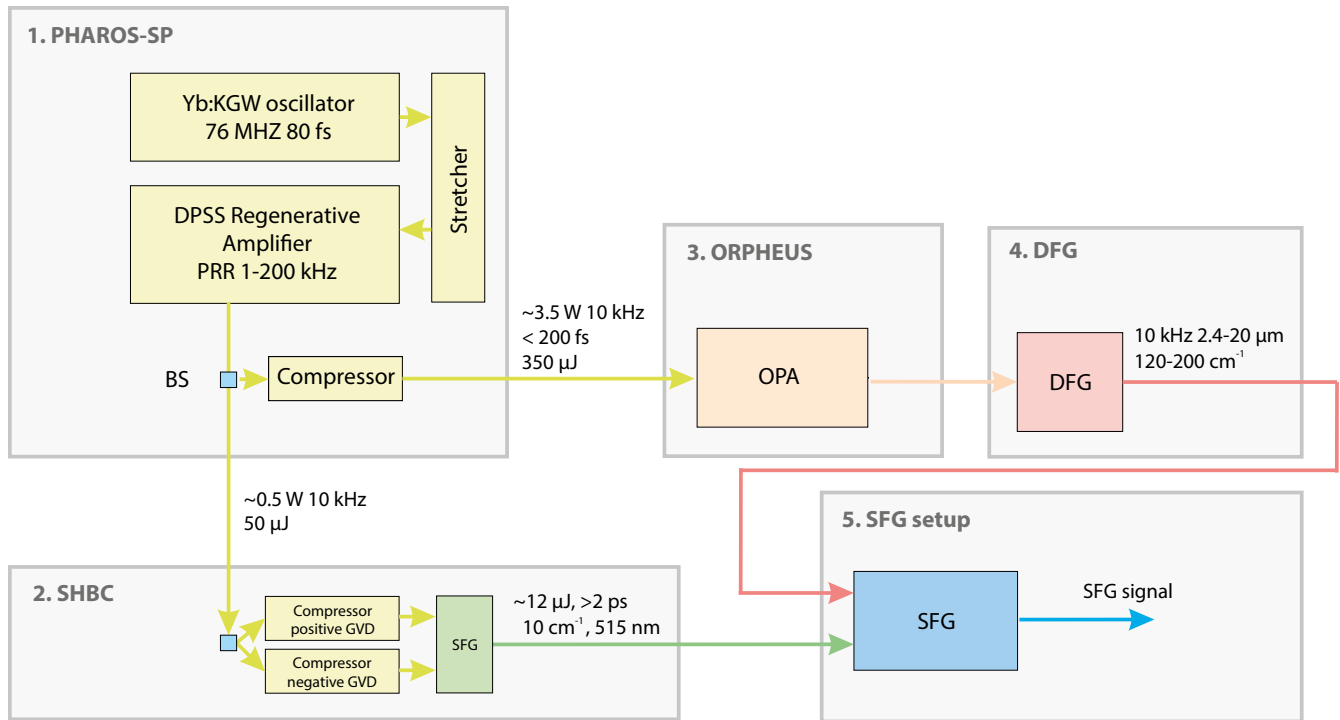 1. PHAROS-SP
Yb:KGW oscillator
76 MHZ 80 fs
Stretcher
DPSS Regenerative
Amplifier
PRR 1-200 kHz
BS
Compressor
~3.5 W 10 kHz
< 200 fs
350 µJ
3. ORPHEUS
OPA
4. DFG
DFG
10 kHz 2.4-20 µm
120-200 cm⁻¹
~0.5 W 10 kHz
50 µJ
2. SHBC
Compressor
positive GVD
Compressor
negative GVD
SFG
~12 µJ, >2 ps
10 cm⁻¹, 515 nm
5. SFG setup
SFG
SFG signal